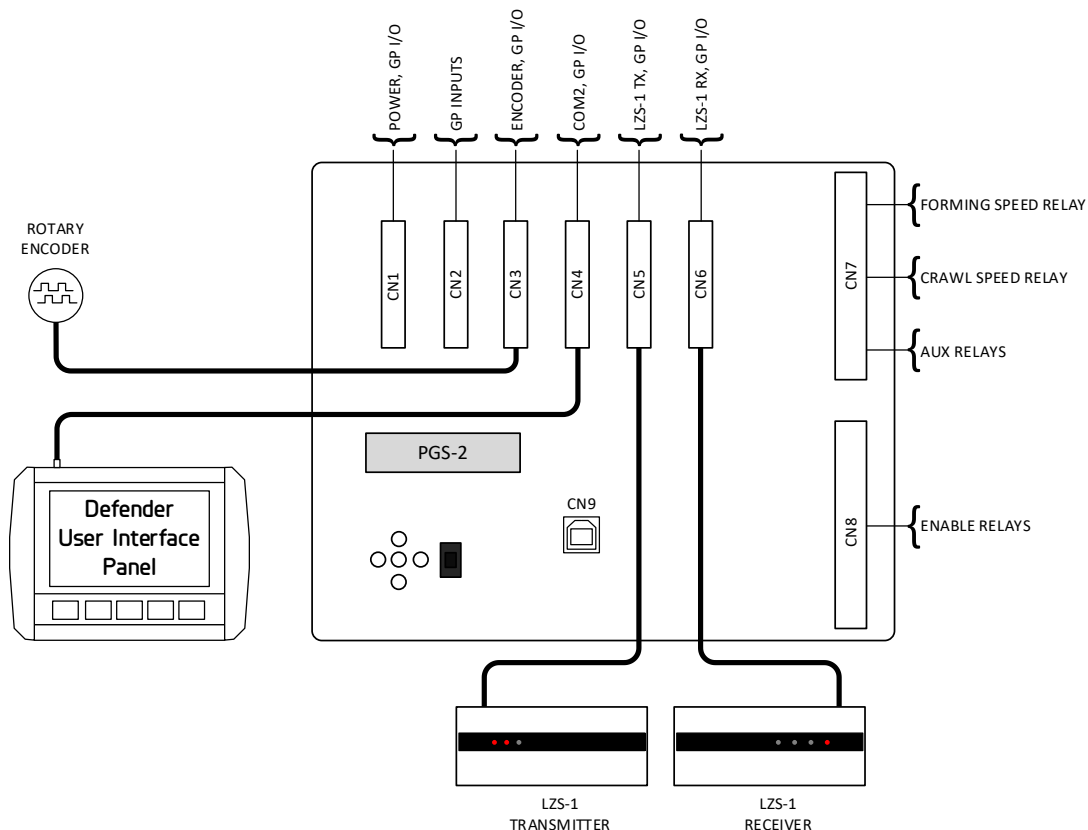 POWER, GP I/O
GP INPUTS
ENCODER, GP I/O
COM2, GP I/O
LZS-1 TX, GP I/O
LZS-1 RX, GP I/O
ROTARY
ENCODER
CN1
CN2
CN3
CN4
CN5
CN6
CN7
FORMING SPEED RELAY
CRAWL SPEED RELAY
AUX RELAYS
PGS-2
Defender
User Interface
Panel
CN9
CN8
ENABLE RELAYS
LZS-1
TRANSMITTER
LZS-1
RECEIVER